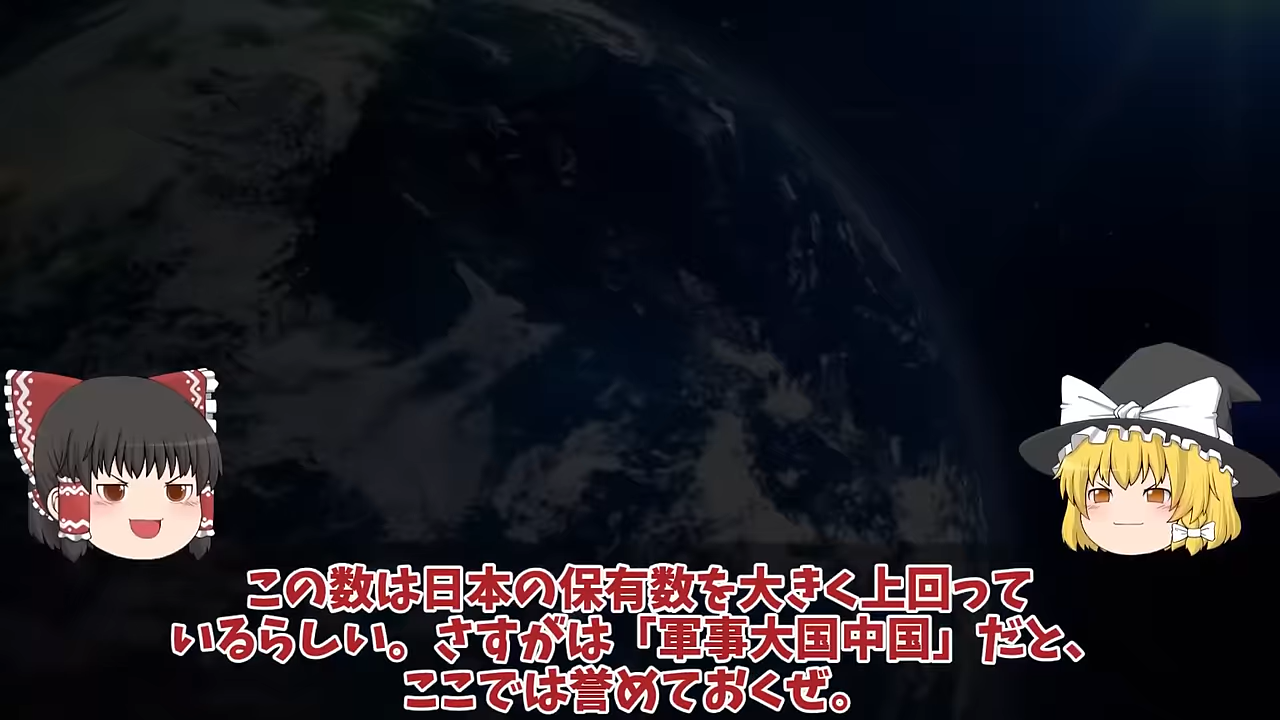 この数は日本の保有数を大きく上回って
いるらしい。さすがは「軍事大国中国」だと、
ここでは誉めておくぜ。